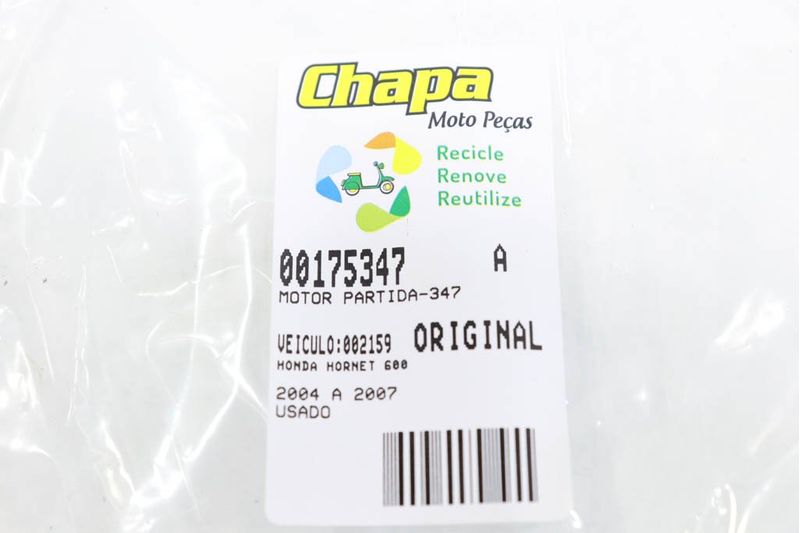 Chapa
Moto Peças
Recicle
Renove
Reutilize
00175347 A
MOTOR PARTIDA-347
VEICULO:002159 ORIGINAL
HONDA HORNET 600
2004 A 2007
USADO